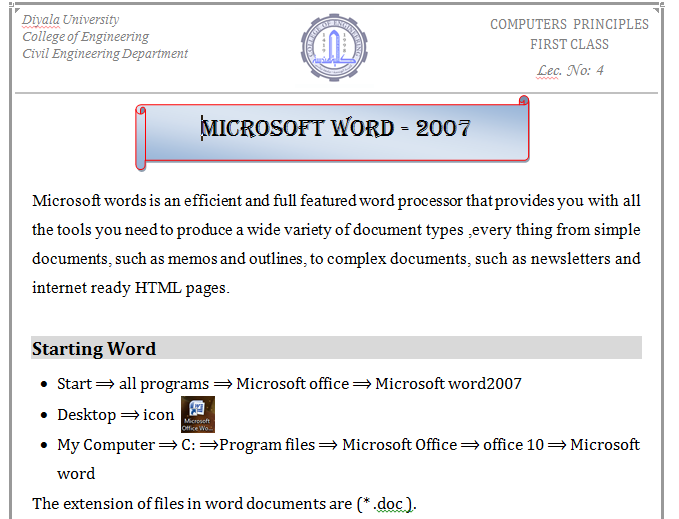 Diyala University
College of Engineering
Civil Engineering Department
COMPUTERS PRINCIPLES
FIRST CLASS
Lec. No: 4
MICROSOFT WORD - 2007
Microsoft words is an efficient and full featured word processor that provides you with all
the tools you need to produce a wide variety of document types ,every thing from simple
documents, such as memos and outlines, to complex documents, such as newsletters and
internet ready HTML pages.
Starting Word
• Start ⟹ all programs ⟹ Microsoft office ⟹ Microsoft word2007
• Desktop ⟹ icon
Microsoft
Office Wo...
• My Computer ⟹ C: ⟹Program files ⟹ Microsoft Office ⟹ office 10 ⟹ Microsoft
word
The extension of files in word documents are (* .doc ).